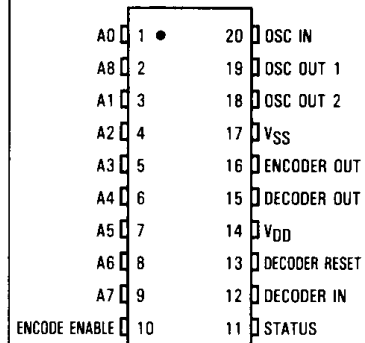 A0 1 20 OSC IN
A8 2 19 OSC OUT 1
A1 3 18 OSC OUT 2
A2 4 17 VSS
A3 5 16 ENCODER OUT
A4 6 15 DECODER OUT
A5 7 14 VDD
A6 8 13 DECODER RESET
A7 9 12 DECODER IN
ENCODE ENABLE 10 11 STATUS